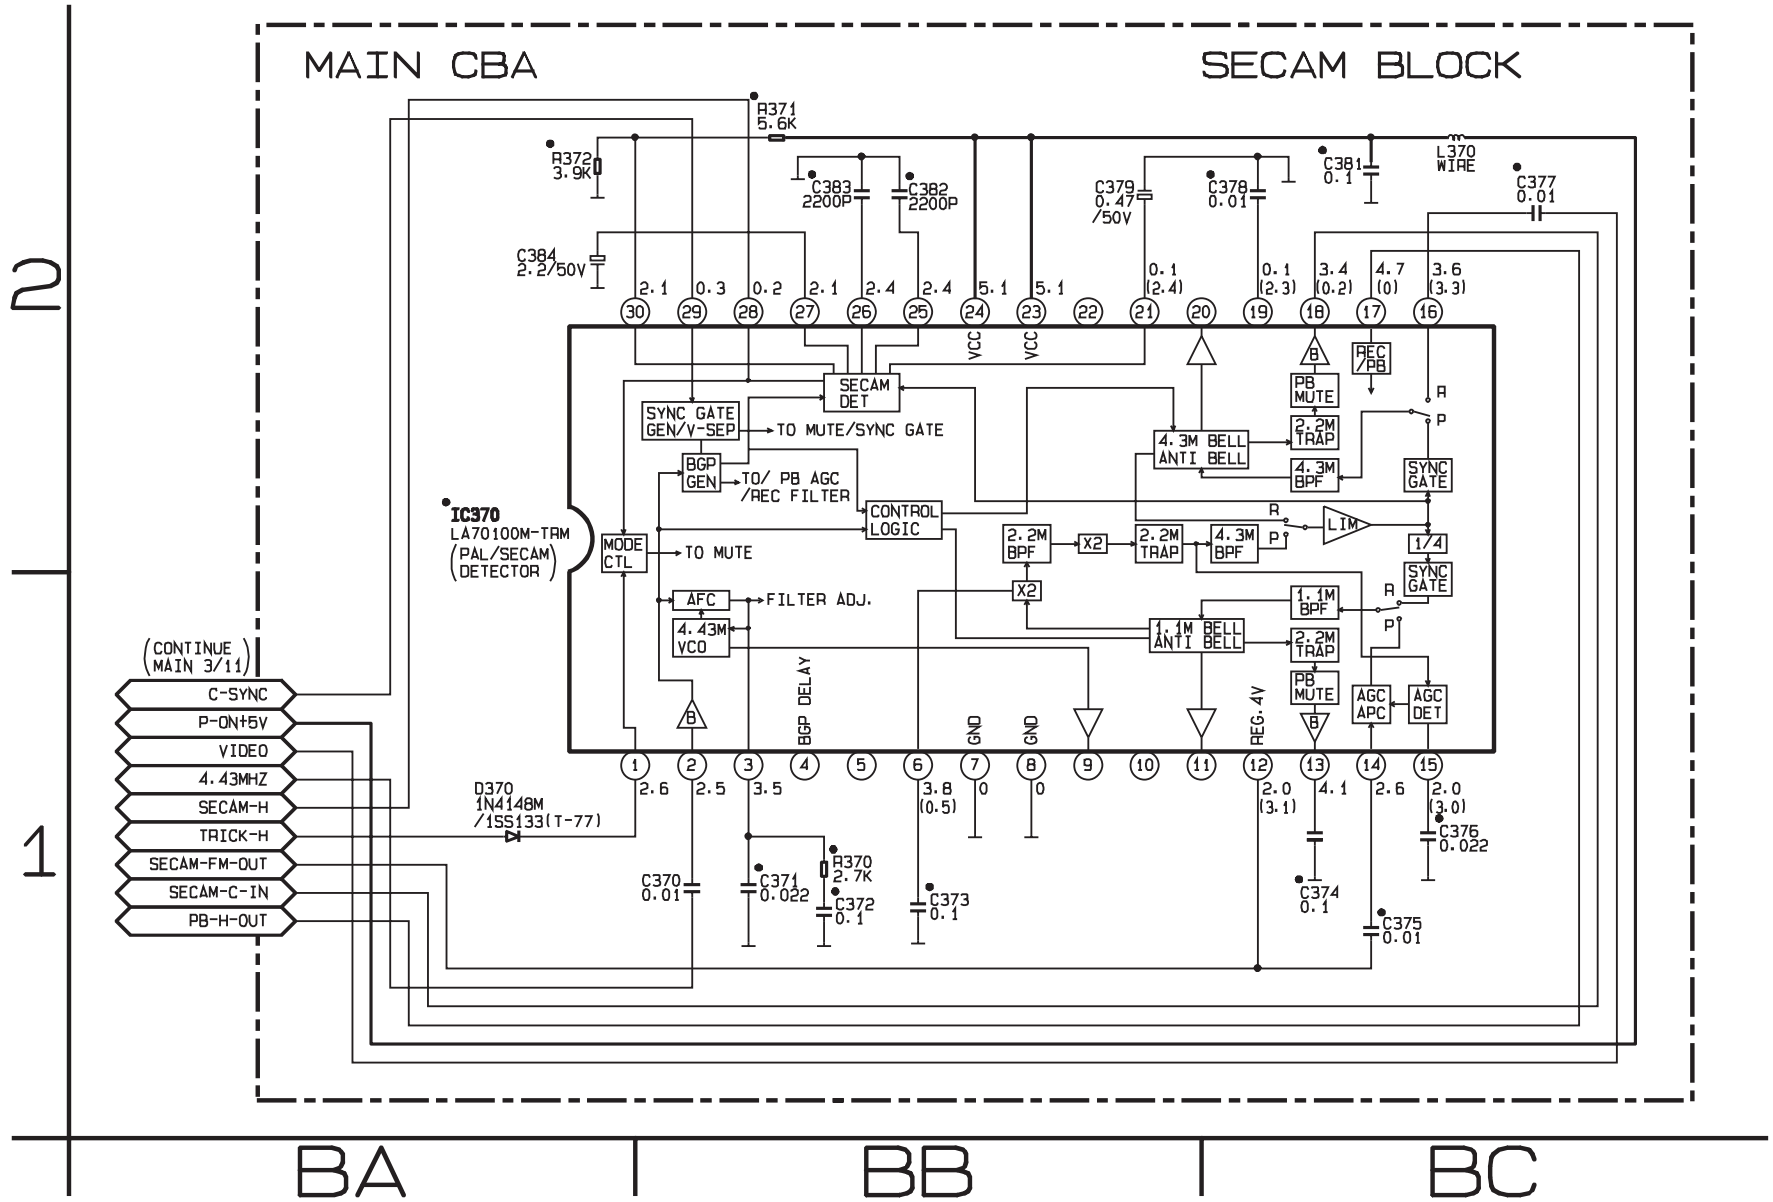 MAIN CBA
SECAM BLOCK
R371
5.6K
R372
3.9K
C383
2200P
C382
2200P
C379
0.47
/50V
C378
0.01
C381
0.1
L370
WIRE
C377
0.01
C384
2.2/50V
2.1
0.3
0.2
2.1
2.4
2.4
5.1
5.1
0.1
(2.4)
0.1
(2.3)
3.4
(0.2)
4.7
(0)
3.6
(3.3)
30 29 28 27 26 25 24 23 22 21 20 19 18 17 16
VCC
VCC
B
REC
/PB
SECAM
DET
PB
MUTE
R
P
SYNC GATE
GEN/V-SEP
TO MUTE/SYNC GATE
2.2M
TRAP
4.3M BELL
ANTI BELL
BGP
GEN
TO/ PB AGC
/REC FILTER
4.3M
BPF
SYNC
GATE
IC370
LA70100M-TRM
(PAL/SECAM
DETECTOR)
CONTROL
LOGIC
R
P
LIM
2.2M
BPF
X2
2.2M
TRAP
4.3M
BPF
1/4
MODE
CTL
TO MUTE
SYNC
GATE
X2
AFC
FILTER ADJ.
1.1M
BPF
R
P
4.43M
VCO
1.1M BELL
ANTI BELL
2.2M
TRAP
PB
MUTE
AGC
APC
AGC
DET
B
BGP DELAY
GND
GND
REG.4V
B
1 2 3 4 5 6 7 8 9 10 11 12 13 14 15
2.6
2.5
3.5
3.8
(0.5)
0
0
2.0
(3.1)
4.1
2.6
2.0
(3.0)
(CONTINUE
MAIN 3/11)
C-SYNC
P-ON+5V
VIDEO
4.43MHZ
SECAM-H
TRICK-H
SECAM-FM-OUT
SECAM-C-IN
PB-H-OUT
D370
1N4148M
/1SS133(T-77)
C370
0.01
C371
0.022
R370
2.7K
C372
0.1
C373
0.1
C374
0.1
C375
0.01
C376
0.022
2
1
BA
BB
BC